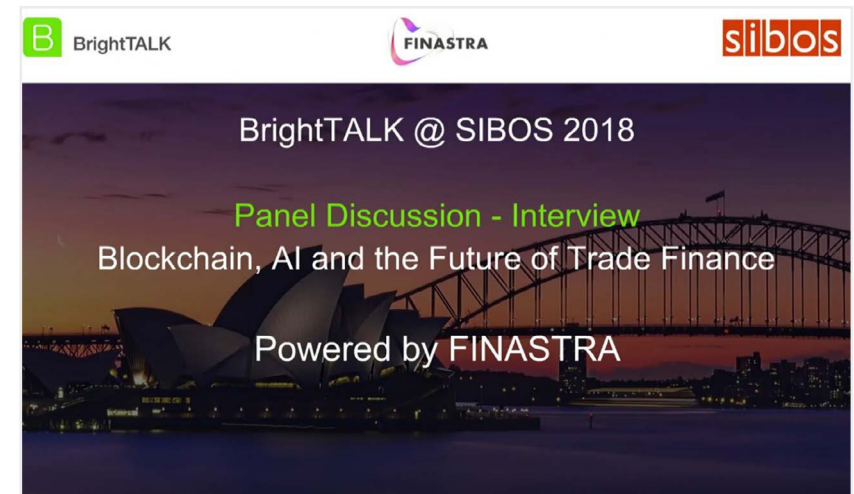 B BrightTALK
FINASTRA
sibos
BrightTALK @ SIBOS 2018
Panel Discussion - Interview
Blockchain, AI and the Future of Trade Finance
Powered by FINASTRA